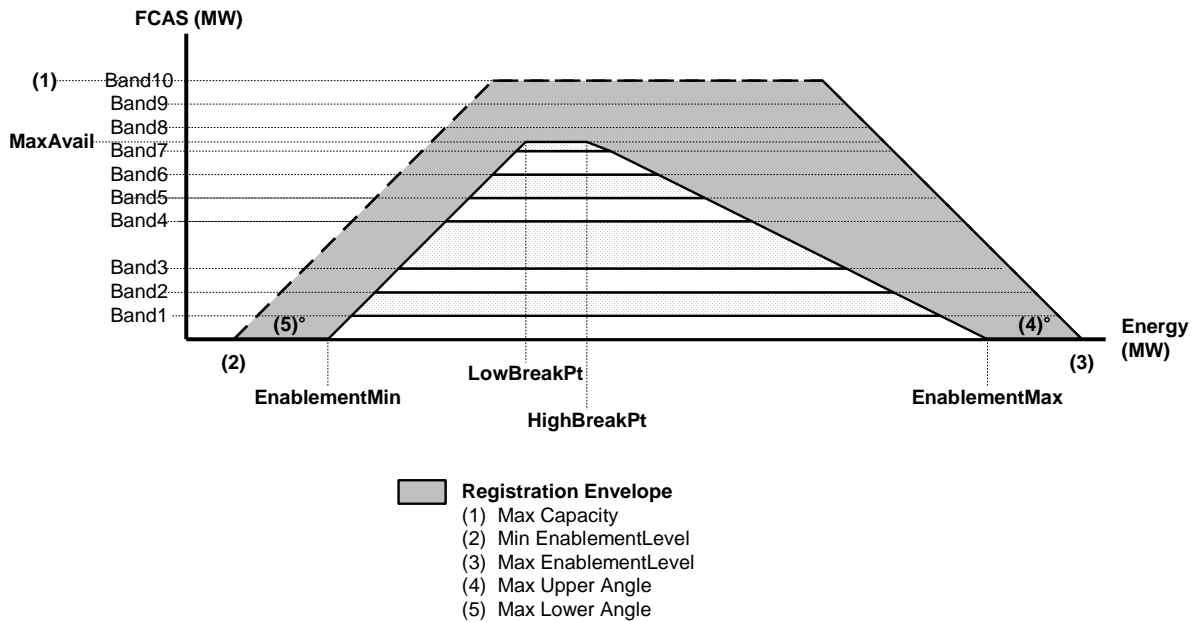 FCAS (MW)
(1) Band10
Band9
Band8
MaxAvail
Band7
Band6
Band5
Band4
Band3
Band2
Band1
(5)°
(4)°
Energy
(MW)
(2)
(3)
LowBreakPt
EnablementMin
EnablementMax
HighBreakPt
Registration Envelope
(1) Max Capacity
(2) Min EnablementLevel
(3) Max EnablementLevel
(4) Max Upper Angle
(5) Max Lower Angle